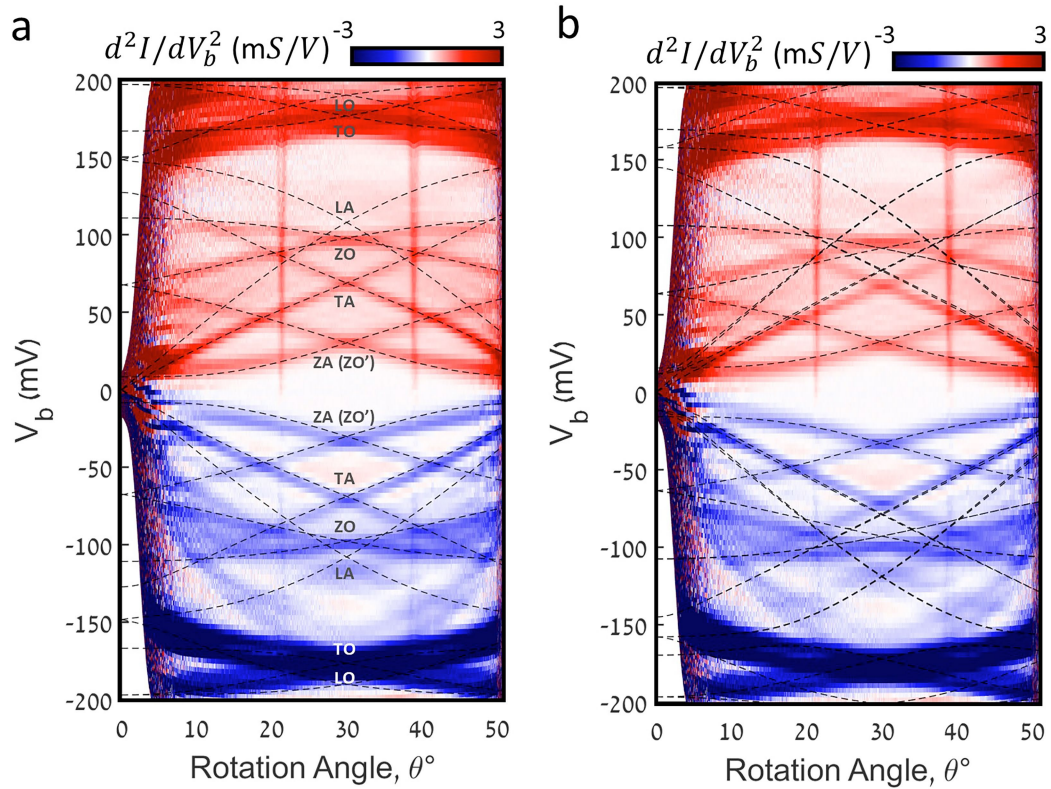 a
d²I/dV_b² (mS/V)
-3
3
200
150
100
50
0
-50
-100
-150
-200
V_b (mV)
LO
TO
LA
ZO
TA
ZA (ZO′)
ZA (ZO′)
TA
ZO
LA
TO
LO
0
10
20
30
40
50
Rotation Angle, θ°
b
d²I/dV_b² (mS/V)
-3
3
200
150
100
50
0
-50
-100
-150
-200
V_b (mV)
0
10
20
30
40
50
Rotation Angle, θ°